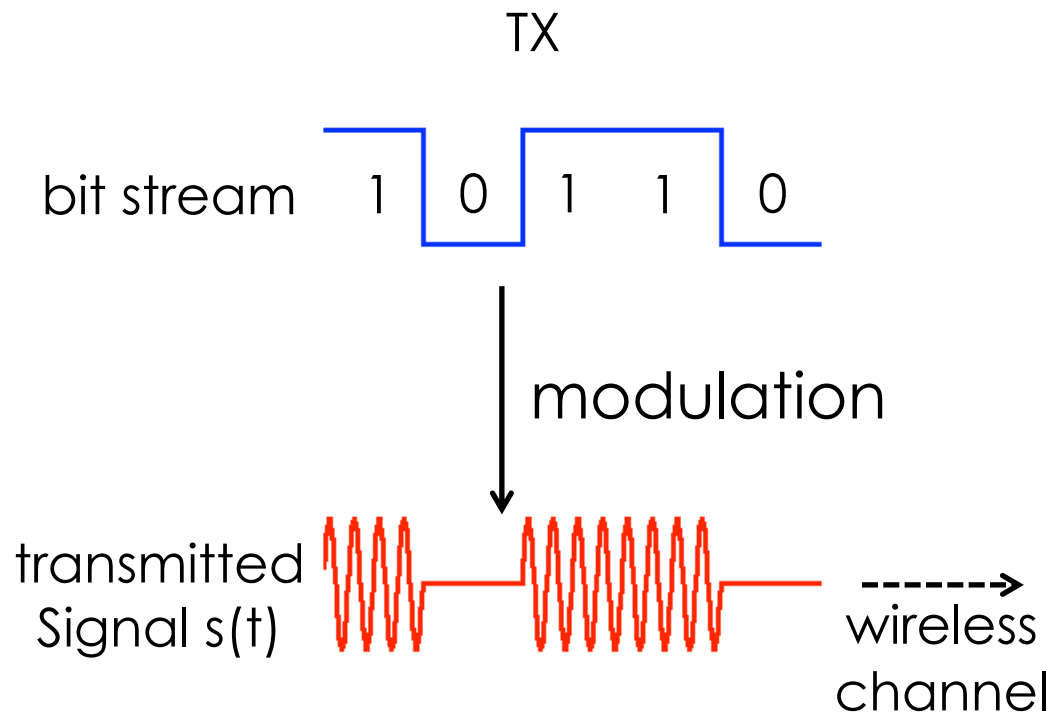 TX
bit stream
1 0 1 1 0
modulation
transmitted
Signal s(t)
wireless
channel